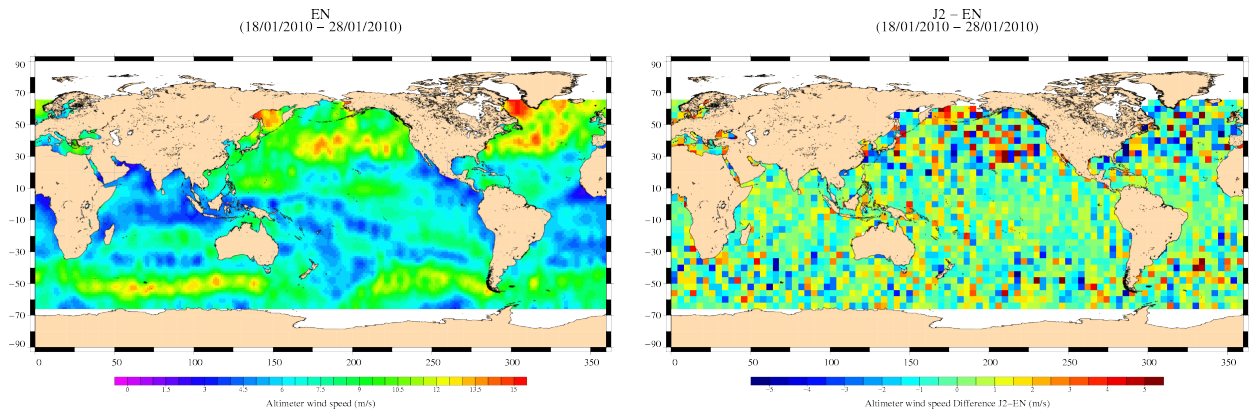 EN
(18/01/2010 – 28/01/2010)
90
70
50
30
10
−10
−30
−50
−70
−90
0 50 100 150 200 250 300 350
0 1.5 3 4.5 6 7.5 9 10.5 12 13.5 15
Altimeter wind speed (m/s)
J2 – EN
(18/01/2010 – 28/01/2010)
90
70
50
30
10
−10
−30
−50
−70
−90
0 50 100 150 200 250 300 350
−5 −4 −3 −2 −1 0 1 2 3 4 5
Altimeter wind speed Difference J2–EN (m/s)